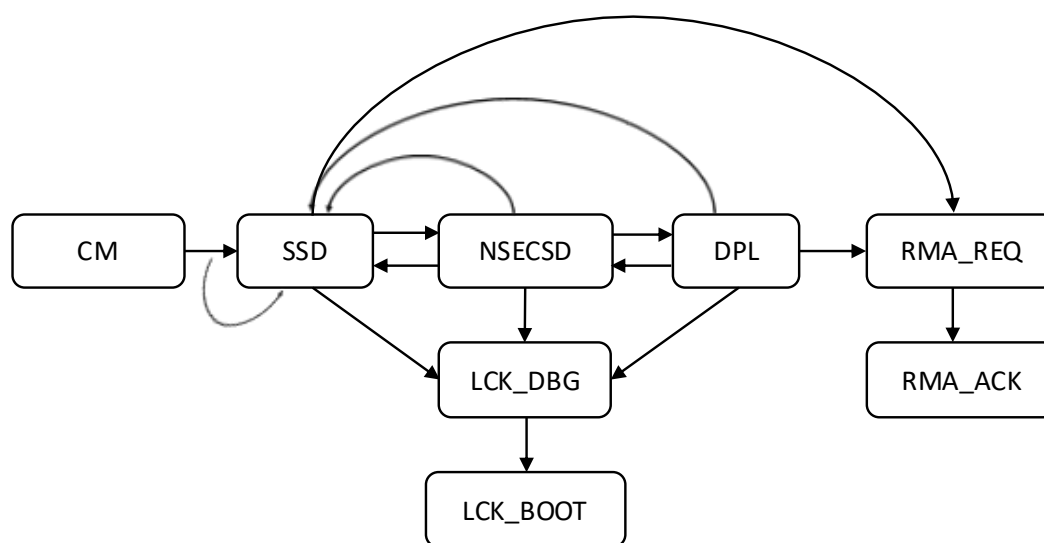 CM
SSD
NSECSD
DPL
RMA_REQ
LCK_DBG
RMA_ACK
LCK_BOOT